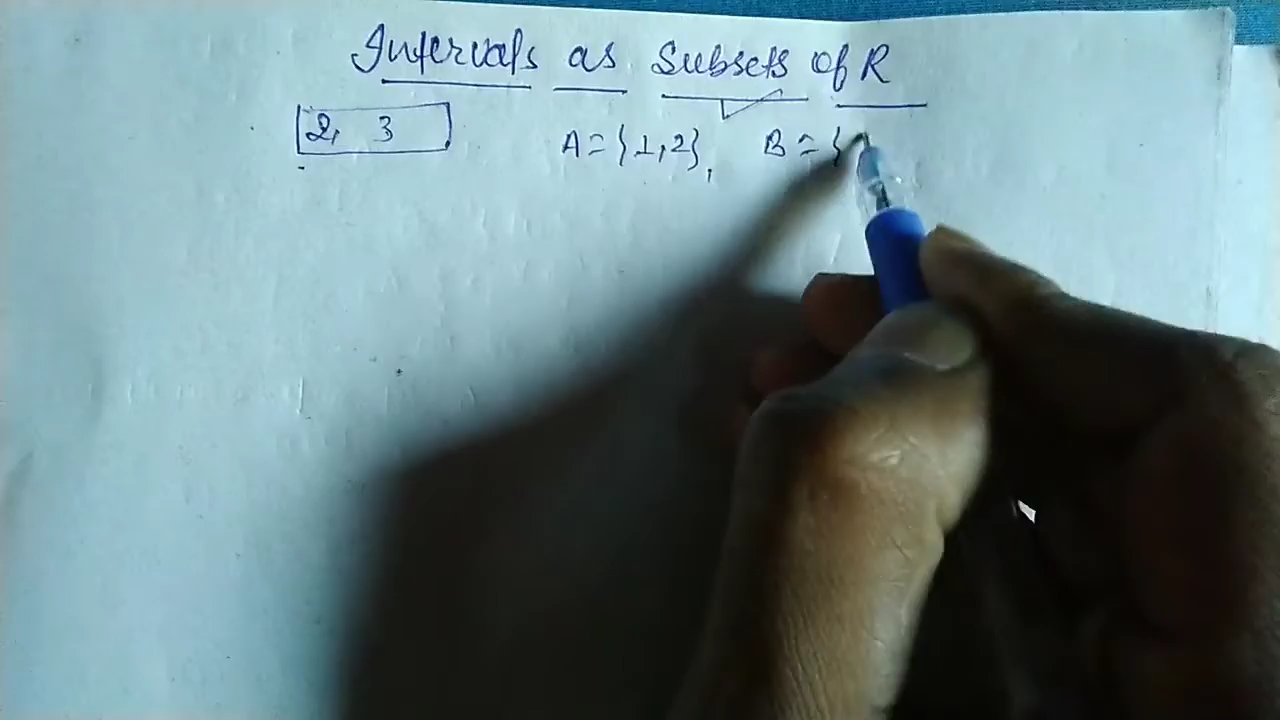 Intervals as Subsets of R
2, 3 A = {1,2}, B = {